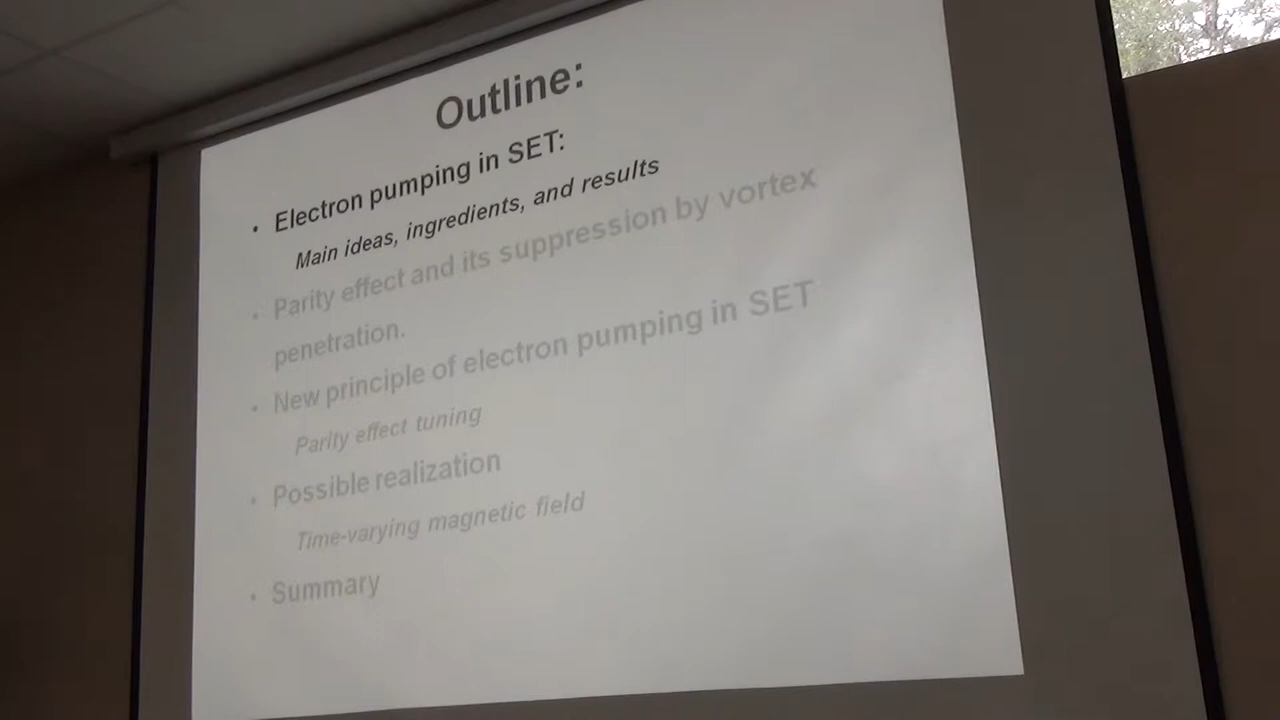 Outline:
• Electron pumping in SET:
Main ideas, ingredients, and results
• Parity effect and its suppression by vortex
penetration.
• New principle of electron pumping in SET
Parity effect tuning
• Possible realization
Time-varying magnetic field
• Summary